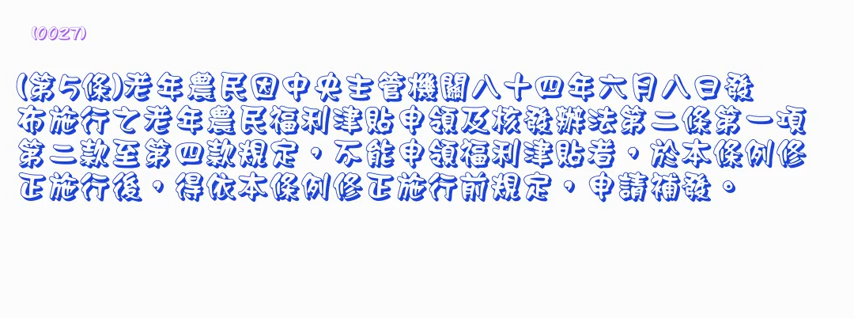 (0027)
(第5條)老年農民因中央主管機關八十四年六月八日發
布施行之老年農民福利津貼申領及核發辦法第二條第一項
第二款至第四款規定，不能申領福利津貼者，於本條例修
正施行後，得依本條例修正施行前規定，申請補發。